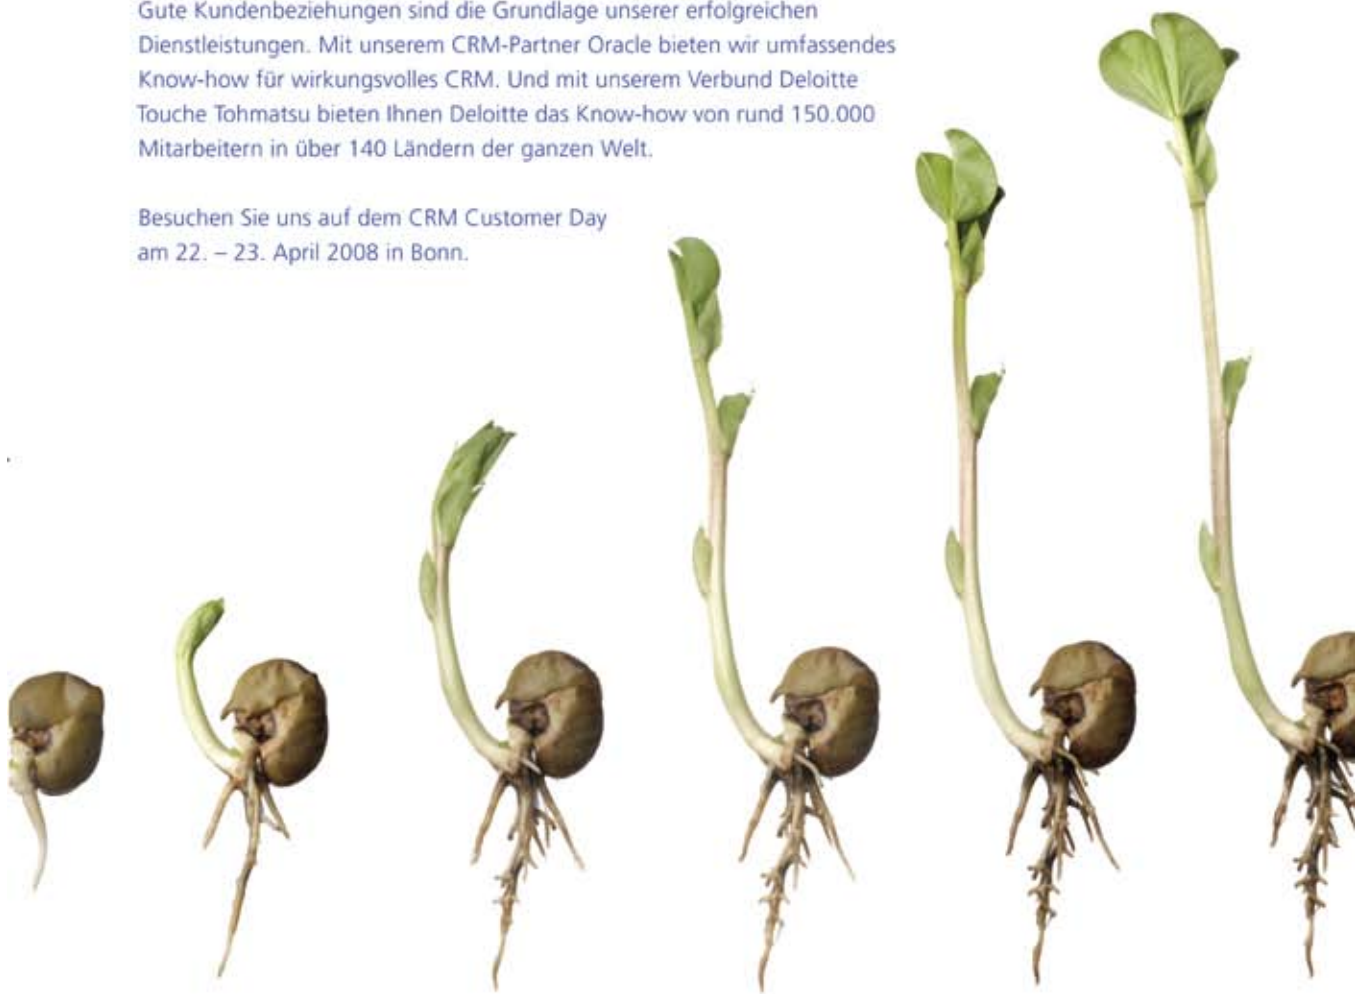 Gute Kundenbeziehungen sind die Grundlage unserer erfolgreichen
Dienstleistungen. Mit unserem CRM-Partner Oracle bieten wir umfassendes
Know-how für wirkungsvolles CRM. Und mit unserem Verbund Deloitte
Touche Tohmatsu bieten Ihnen Deloitte das Know-how von rund 150.000
Mitarbeitern in über 140 Ländern der ganzen Welt.
Besuchen Sie uns auf dem CRM Customer Day
am 22. – 23. April 2008 in Bonn.